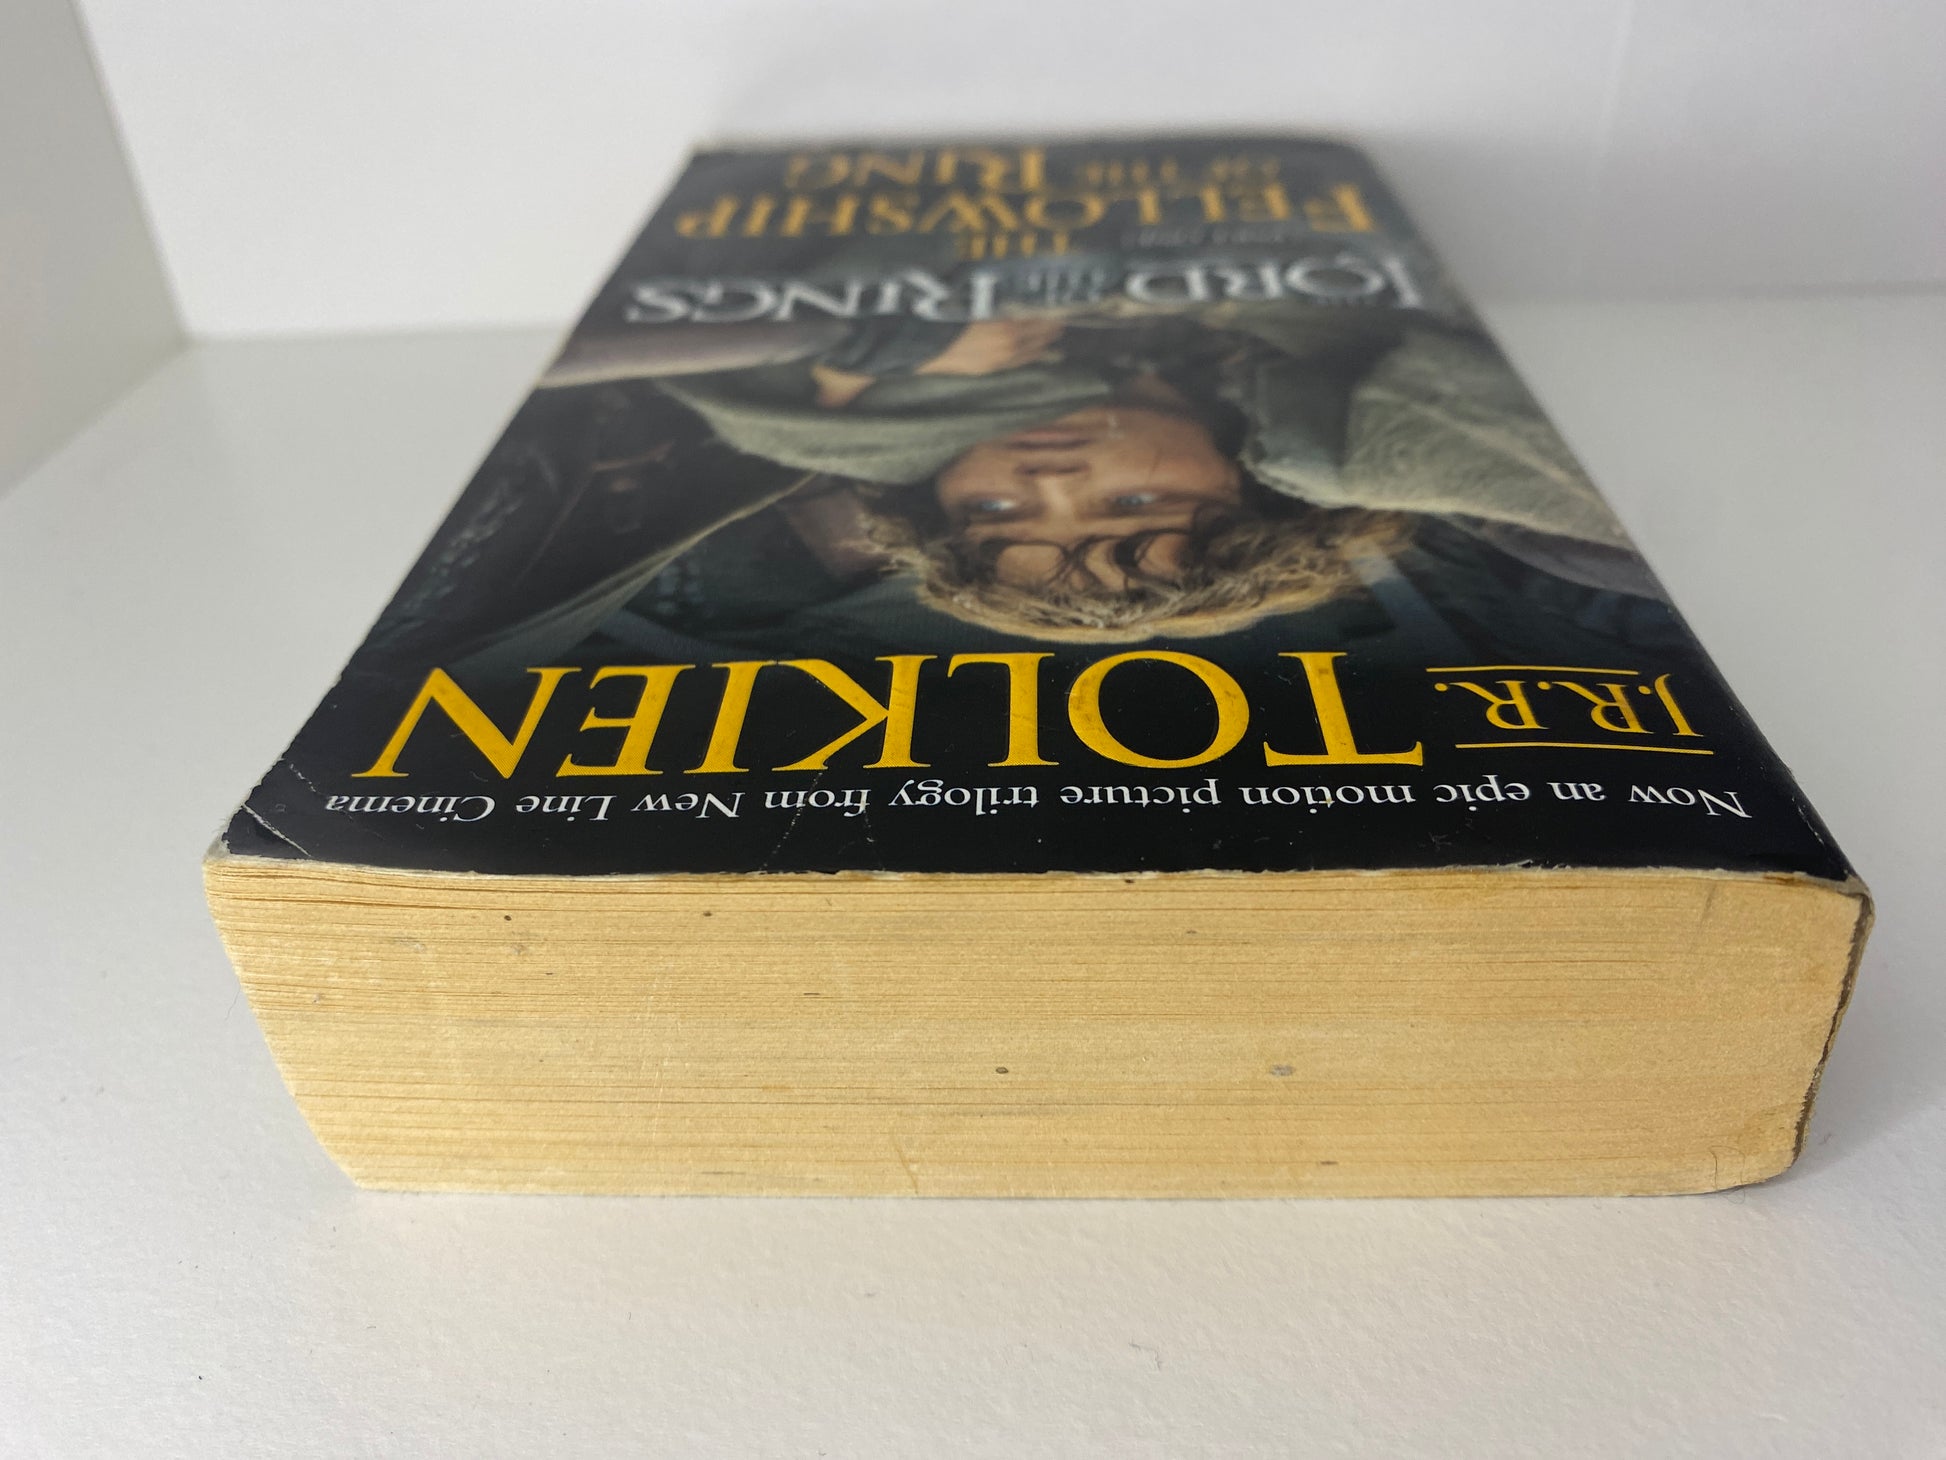 Now an epic motion picture trilogy from New Line Cinema
J.R.R.
TOLKIEN
LORD OF THE RINGS
THE
FELLOWSHIP
OF THE RING